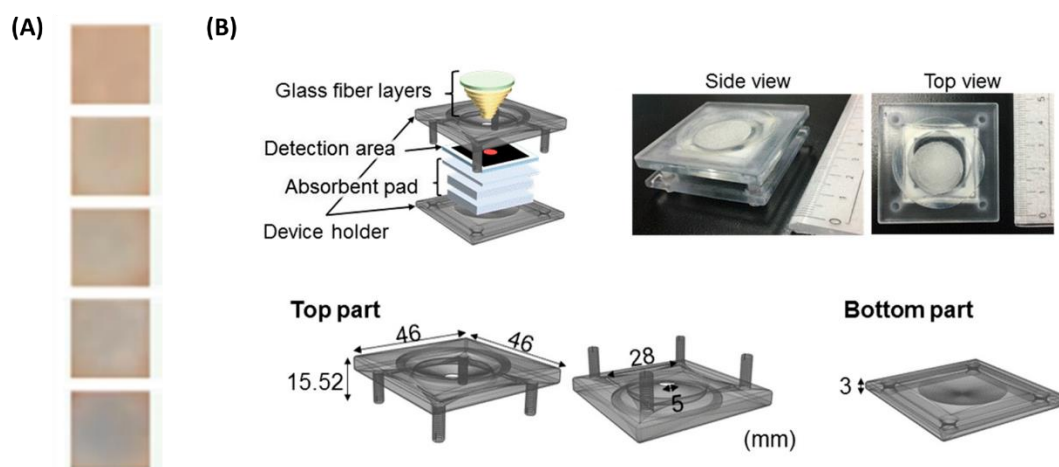 (A)
(B)
Glass fiber layers
Detection area
Absorbent pad
Device holder
Side view
Top view
Top part
46
46
15.52
28
5
(mm)
Bottom part
3